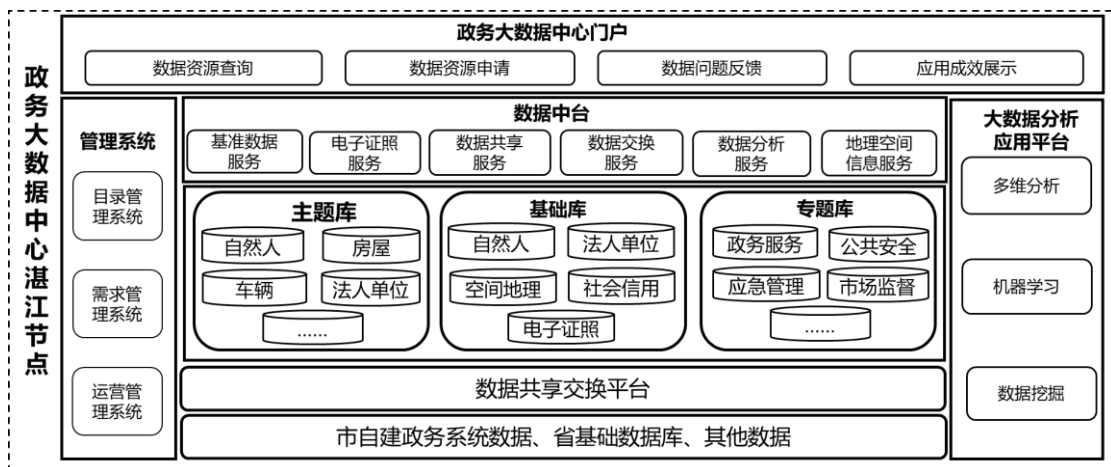 政务大数据中心湛江节点
政务大数据中心门户
数据资源查询
数据资源申请
数据问题反馈
应用成效展示
管理系统
目录管
理系统
需求管
理系统
运营管
理系统
数据中台
基准数据
服务
电子证照
服务
数据共享
服务
数据交换
服务
数据分析
服务
地理空间
信息服务
主题库
自然人
房屋
车辆
法人单位
......
基础库
自然人
法人单位
空间地理
社会信用
电子证照
专题库
政务服务
公共安全
应急管理
市场监督
......
数据共享交换平台
市自建政务系统数据、省基础数据库、其他数据
大数据分析
应用平台
多维分析
机器学习
数据挖掘